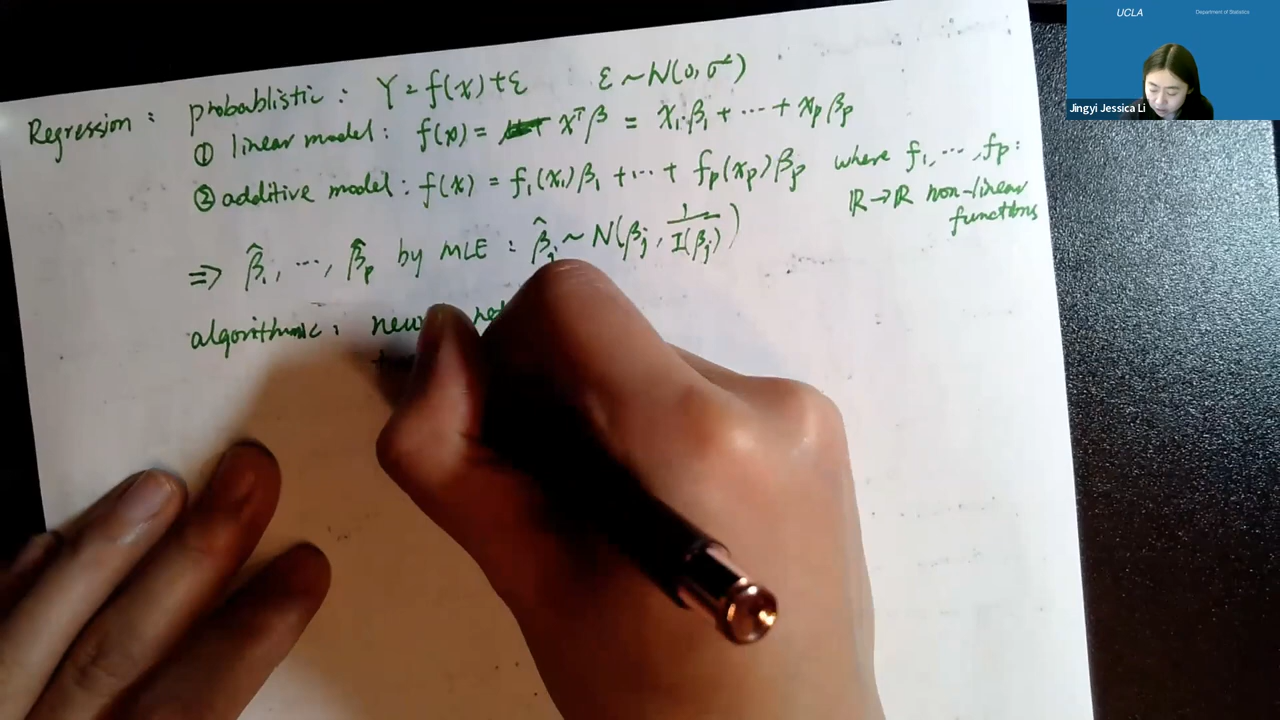 UCLA
Department of Statistics
Jingyi Jessica Li
Regression : probablistic : Y = f(x) + ε ε ~ N(0, σ²)
① linear model : f(x) = xᵀβ = x₁β₁ + ··· + xₚβₚ
② additive model : f(x) = f₁(x₁)β₁ + ··· + fₚ(xₚ)βₚ where f₁, ···, fₚ :
ℝ→ℝ non-linear
functions
⇒ β̂₁, ···, β̂ₚ by MLE : β̂ⱼ ~ N(βⱼ, 1/I(βⱼ))
algorithmic :